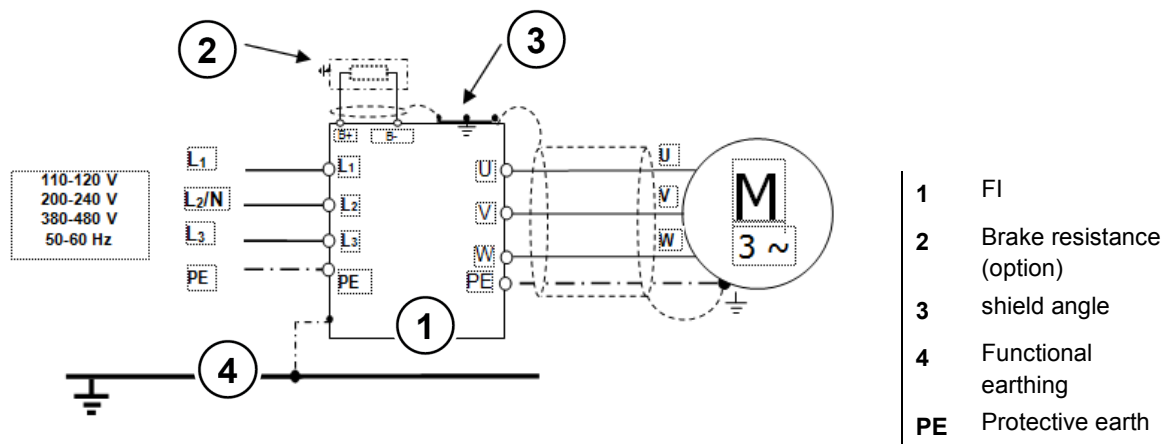 2
3
B+ B-
L1 L1 U U
110-120 V
200-240 V
380-480 V
50-60 Hz
L2/N L2 V V
L3 L3 W W
PE PE PE
M
3 ~
1
4
1 FI
2 Brake resistance
(option)
3 shield angle
4 Functional
earthing
PE Protective earth